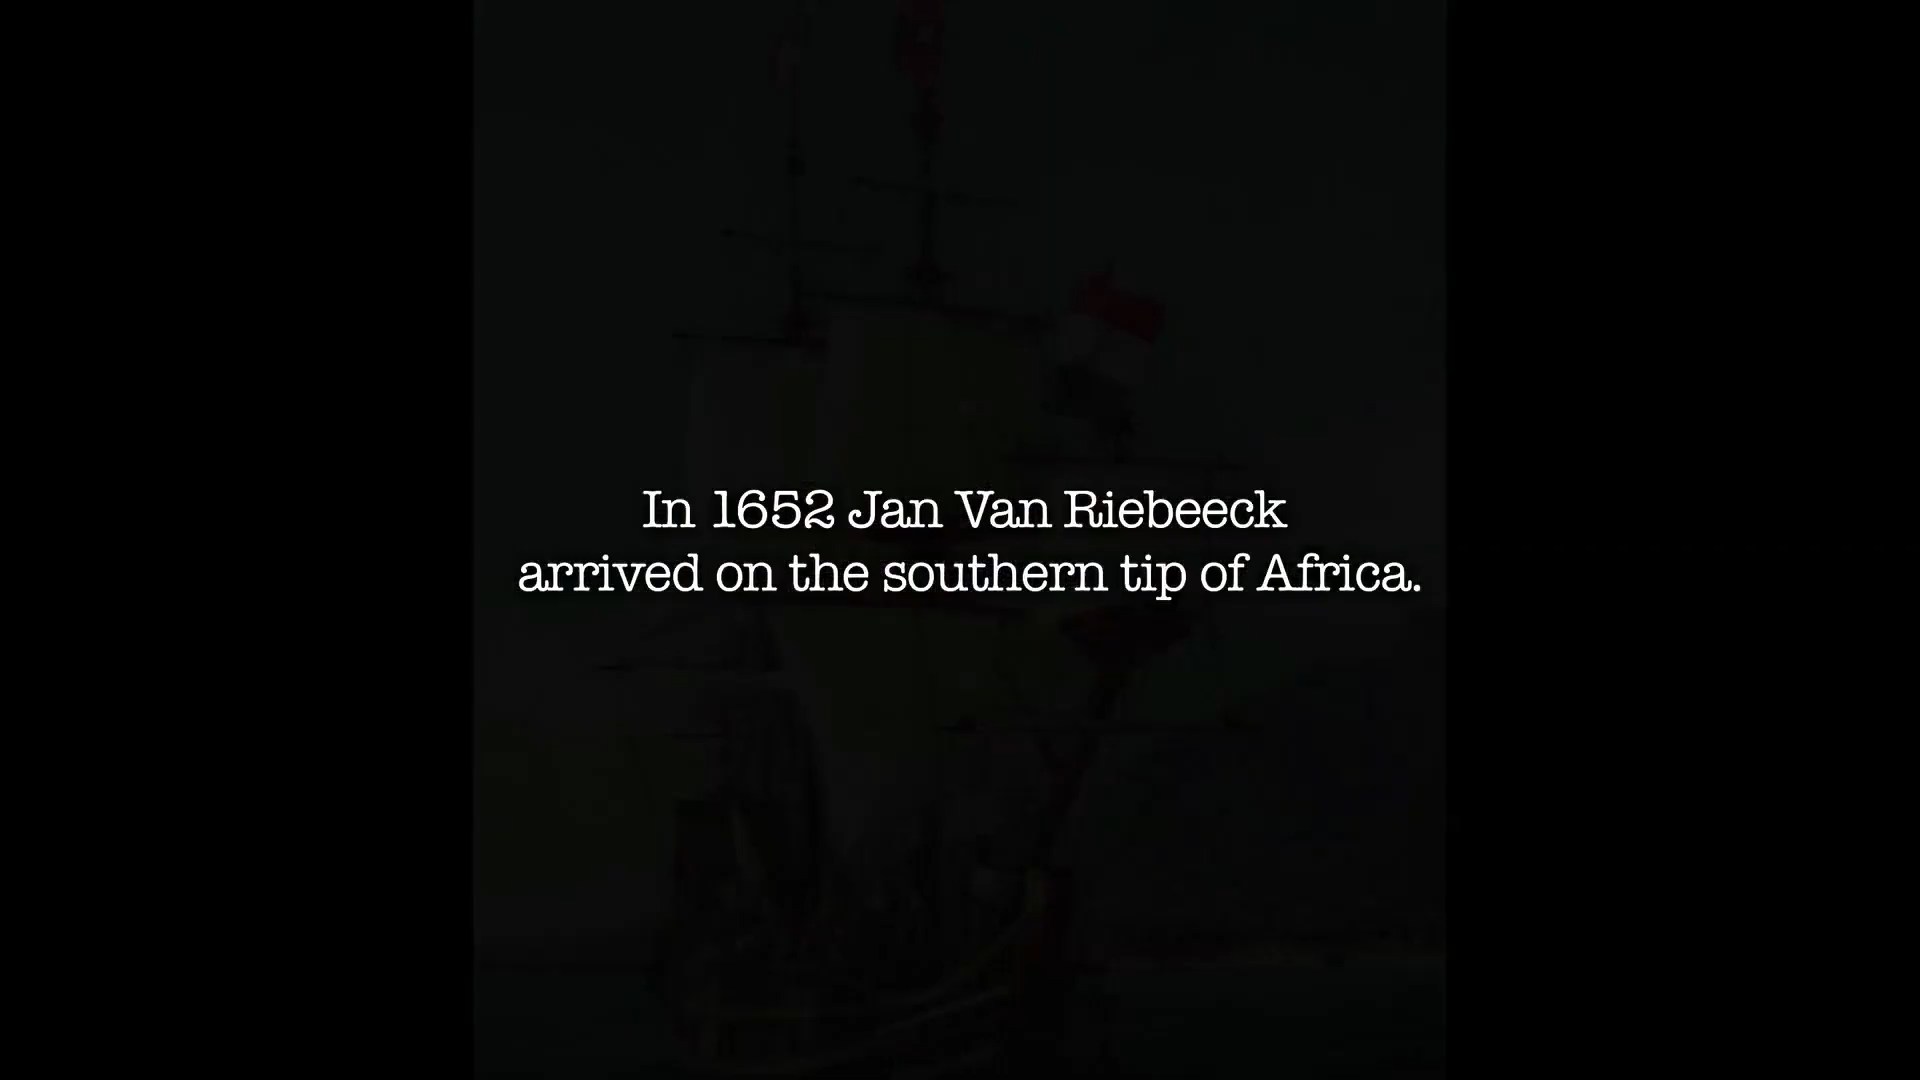 In 1652 Jan Van Riebeeck
arrived on the southern tip of Africa.